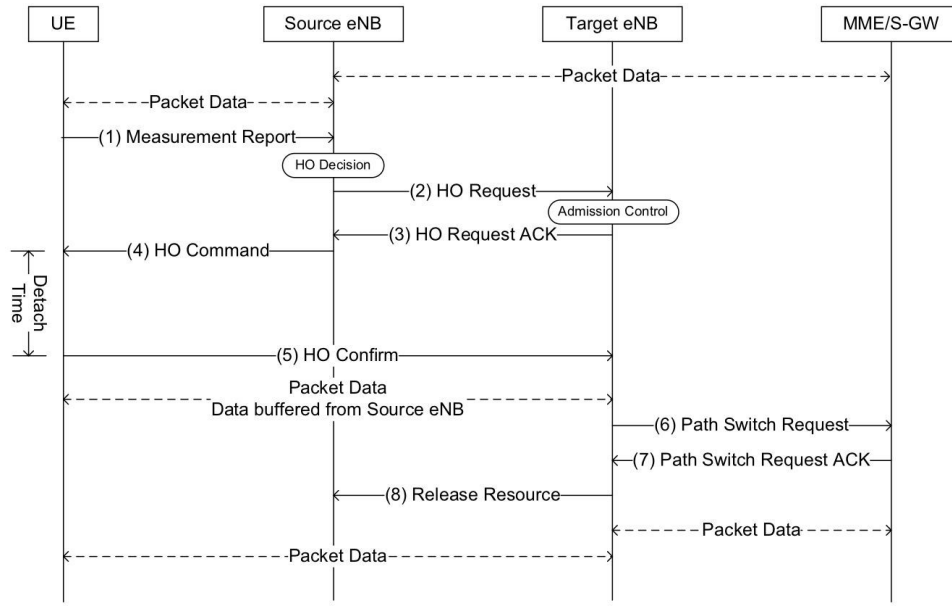 UE
Source eNB
Target eNB
MME/S-GW
Packet Data
Packet Data
(1) Measurement Report
HO Decision
(2) HO Request
Admission Control
(3) HO Request ACK
(4) HO Command
Detach
Time
(5) HO Confirm
Packet Data
Data buffered from Source eNB
(6) Path Switch Request
(7) Path Switch Request ACK
(8) Release Resource
Packet Data
Packet Data